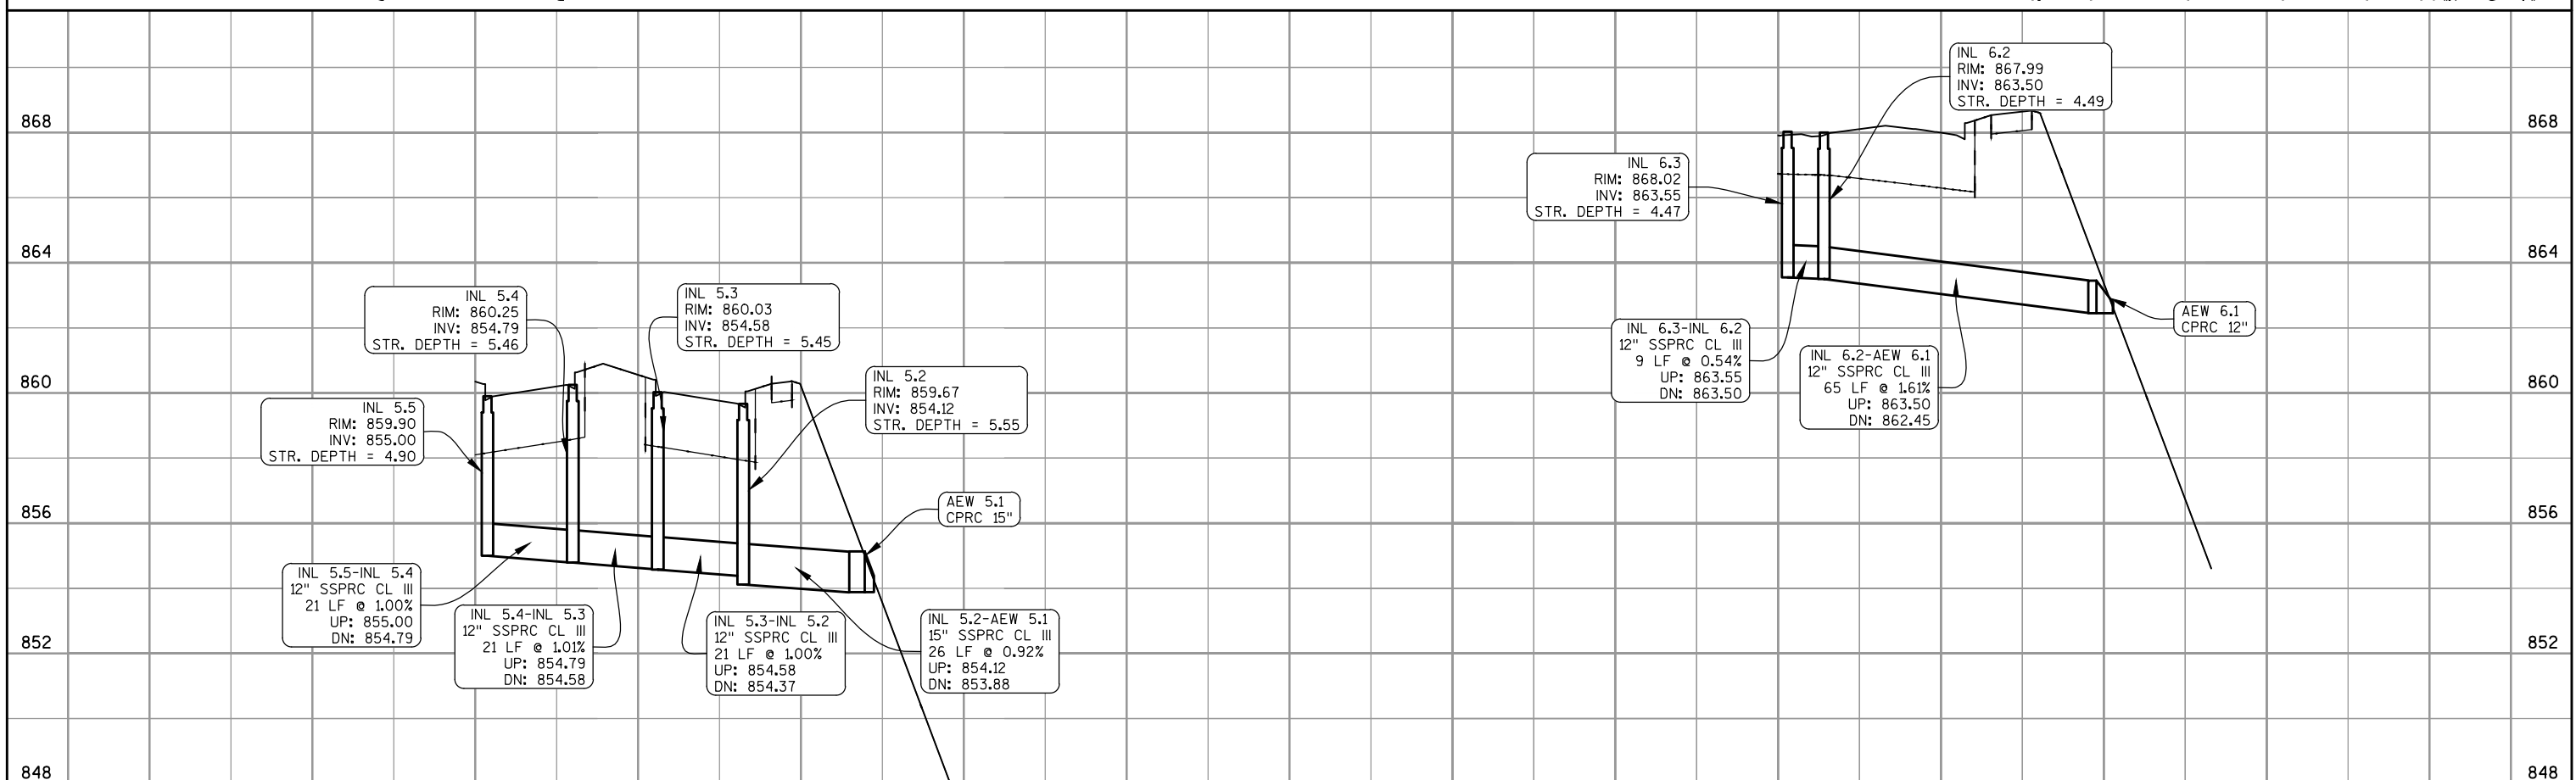 INL 6.2
RIM: 867.99
INV: 863.50
STR. DEPTH = 4.49
868
868
INL 6.3
RIM: 868.02
INV: 863.55
STR. DEPTH = 4.47
864
864
INL 5.4
RIM: 860.25
INV: 854.79
STR. DEPTH = 5.46
INL 5.3
RIM: 860.03
INV: 854.58
STR. DEPTH = 5.45
AEW 6.1
CPRC 12"
INL 6.3-INL 6.2
12" SSPRC CL III
9 LF @ 0.54%
UP: 863.55
DN: 863.50
INL 6.2-AEW 6.1
12" SSPRC CL III
65 LF @ 1.61%
UP: 863.50
DN: 862.45
860
860
INL 5.2
RIM: 859.67
INV: 854.12
STR. DEPTH = 5.55
INL 5.5
RIM: 859.90
INV: 855.00
STR. DEPTH = 4.90
AEW 5.1
CPRC 15"
856
856
INL 5.5-INL 5.4
12" SSPRC CL III
21 LF @ 1.00%
UP: 855.00
DN: 854.79
INL 5.4-INL 5.3
12" SSPRC CL III
21 LF @ 1.01%
UP: 854.79
DN: 854.58
INL 5.3-INL 5.2
12" SSPRC CL III
21 LF @ 1.00%
UP: 854.58
DN: 854.37
INL 5.2-AEW 5.1
15" SSPRC CL III
26 LF @ 0.92%
UP: 854.12
DN: 853.88
852
852
848
848